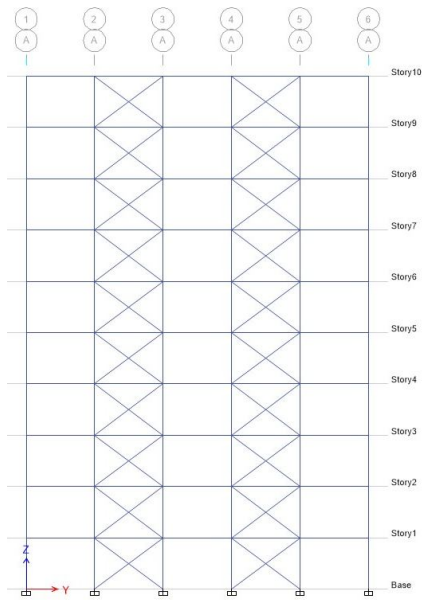 1 2 3 4 5 6
A A A A A A
Story10
Story9
Story8
Story7
Story6
Story5
Story4
Story3
Story2
Story1
Z
Base
Y